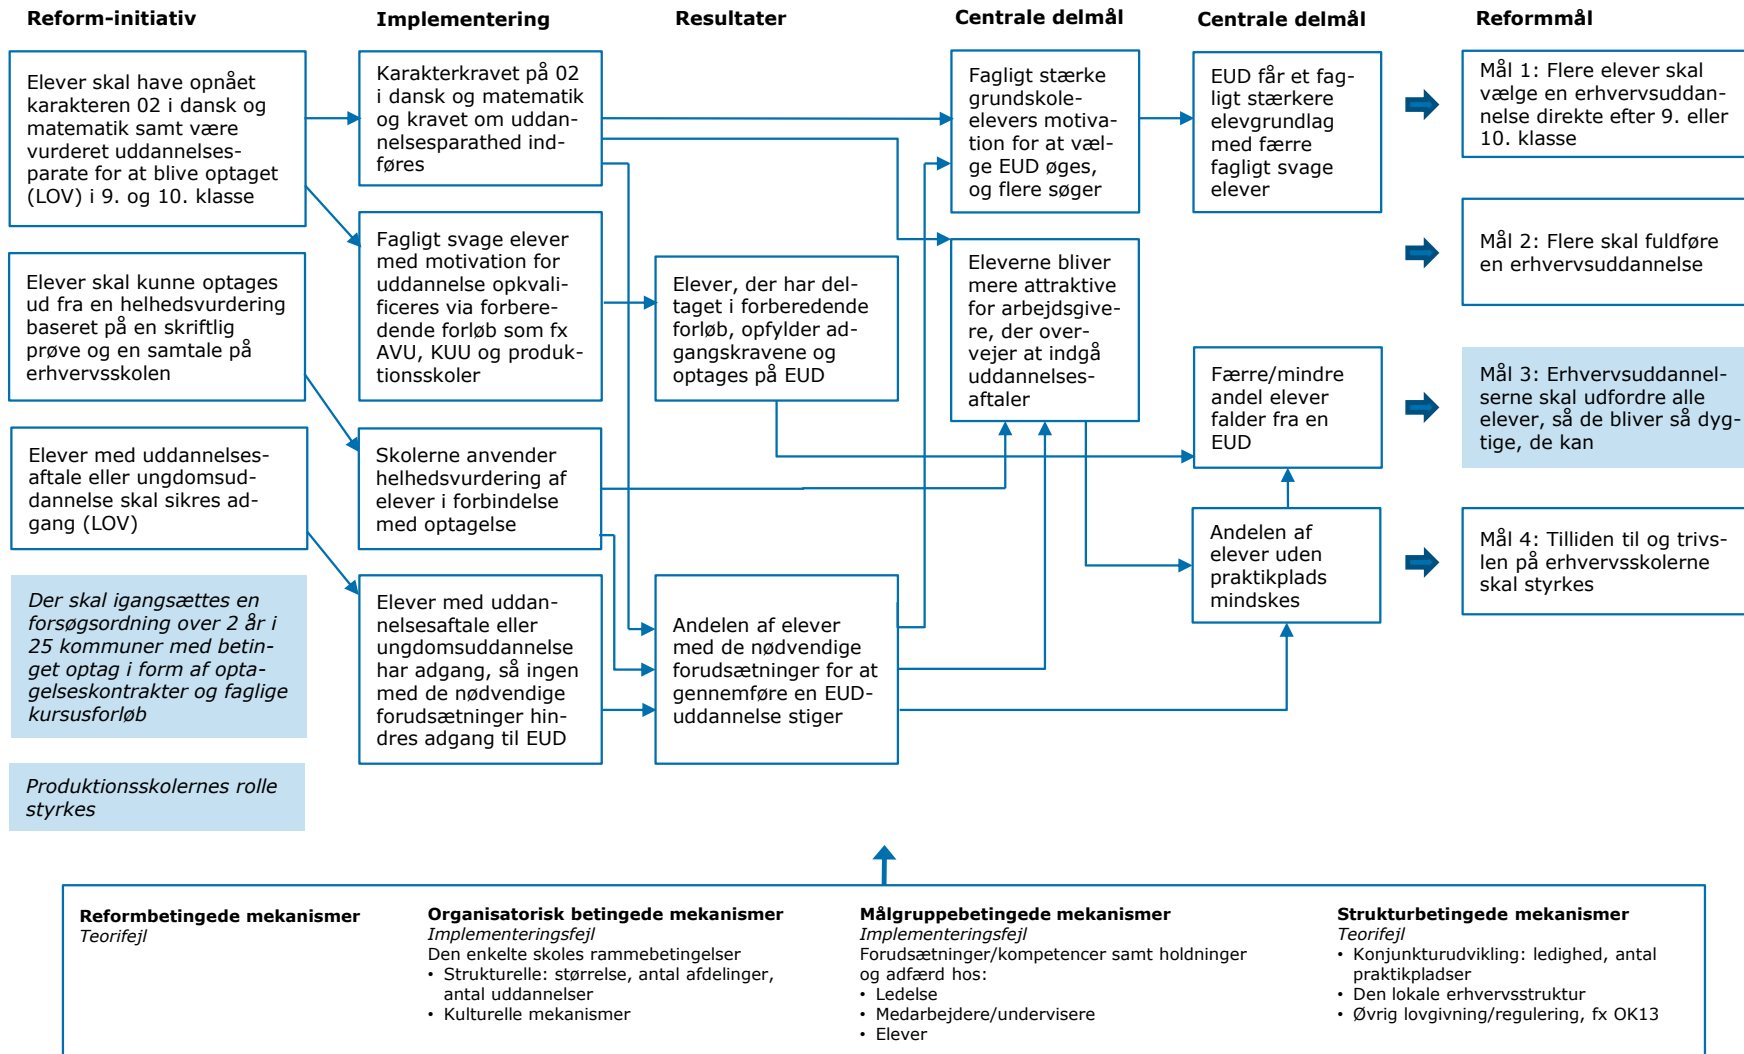 Reform-initiativ
Implementering
Resultater
Centrale delmål
Centrale delmål
Reformmål
Elever skal have opnået
karakteren 02 i dansk og
matematik samt være
vurderet uddannelses-
parate for at blive optaget
(LOV) i 9. og 10. klasse
Elever skal kunne optages
ud fra en helhedsvurdering
baseret på en skriftlig
prøve og en samtale på
erhvervsskolen
Elever med uddannelses-
aftale eller ungdomsud-
dannelse skal sikres ad-
gang (LOV)
Der skal igangsættes en
forsøgsordning over 2 år i
25 kommuner med betin-
get optag i form af opta-
gelseskontrakter og faglige
kursusforløb
Produktionsskolernes rolle
styrkes
Karakterkravet på 02
i dansk og matematik
og kravet om uddan-
nelsesparathed ind-
føres
Fagligt svage elever
med motivation for
uddannelse opkvali-
ficeres via forbere-
dende forløb som fx
AVU, KUU og produk-
tionsskoler
Skolerne anvender
helhedsvurdering af
elever i forbindelse
med optagelse
Elever med uddan-
nelsesaftale eller
ungdomsuddannelse
har adgang, så ingen
med de nødvendige
forudsætninger hin-
dres adgang til EUD
Elever, der har del-
taget i forberedende
forløb, opfylder ad-
gangskravene og
optages på EUD
Andelen af elever
med de nødvendige
forudsætninger for at
gennemføre en EUD-
uddannelse stiger
Fagligt stærke
grundskole-
elevers motiva-
tion for at væl-
ge EUD øges,
og flere søger
Eleverne bliver
mere attraktive
for arbejdsgive-
re, der over-
vejer at indgå
uddannelses-
aftaler
EUD får et fag-
ligt stærkere
elevgrundlag
med færre
fagligt svage
elever
Færre/mindre
andel elever
falder fra en
EUD
Andelen af
elever uden
praktikplads
mindskes
Mål 1: Flere elever skal
vælge en erhvervsuddan-
nelse direkte efter 9. eller
10. klasse
Mål 2: Flere skal fuldføre
en erhvervsuddannelse
Mål 3: Erhvervsuddannel-
serne skal udfordre alle
elever, så de bliver så dyg-
tige, de kan
Mål 4: Tilliden til og trivs-
len på erhvervsskolerne
skal styrkes
Reformbetingede mekanismer
Teorifejl
Organisatorisk betingede mekanismer
Implementeringsfejl
Den enkelte skoles rammebetingelser
• Strukturelle: størrelse, antal afdelinger,
antal uddannelser
• Kulturelle mekanismer
Målgruppebetingede mekanismer
Implementeringsfejl
Forudsætninger/kompetencer samt holdninger
og adfærd hos:
• Ledelse
• Medarbejdere/undervisere
• Elever
Strukturbetingede mekanismer
Teorifejl
• Konjunkturudvikling: ledighed, antal
praktikpladser
• Den lokale erhvervsstruktur
• Øvrig lovgivning/regulering, fx OK13